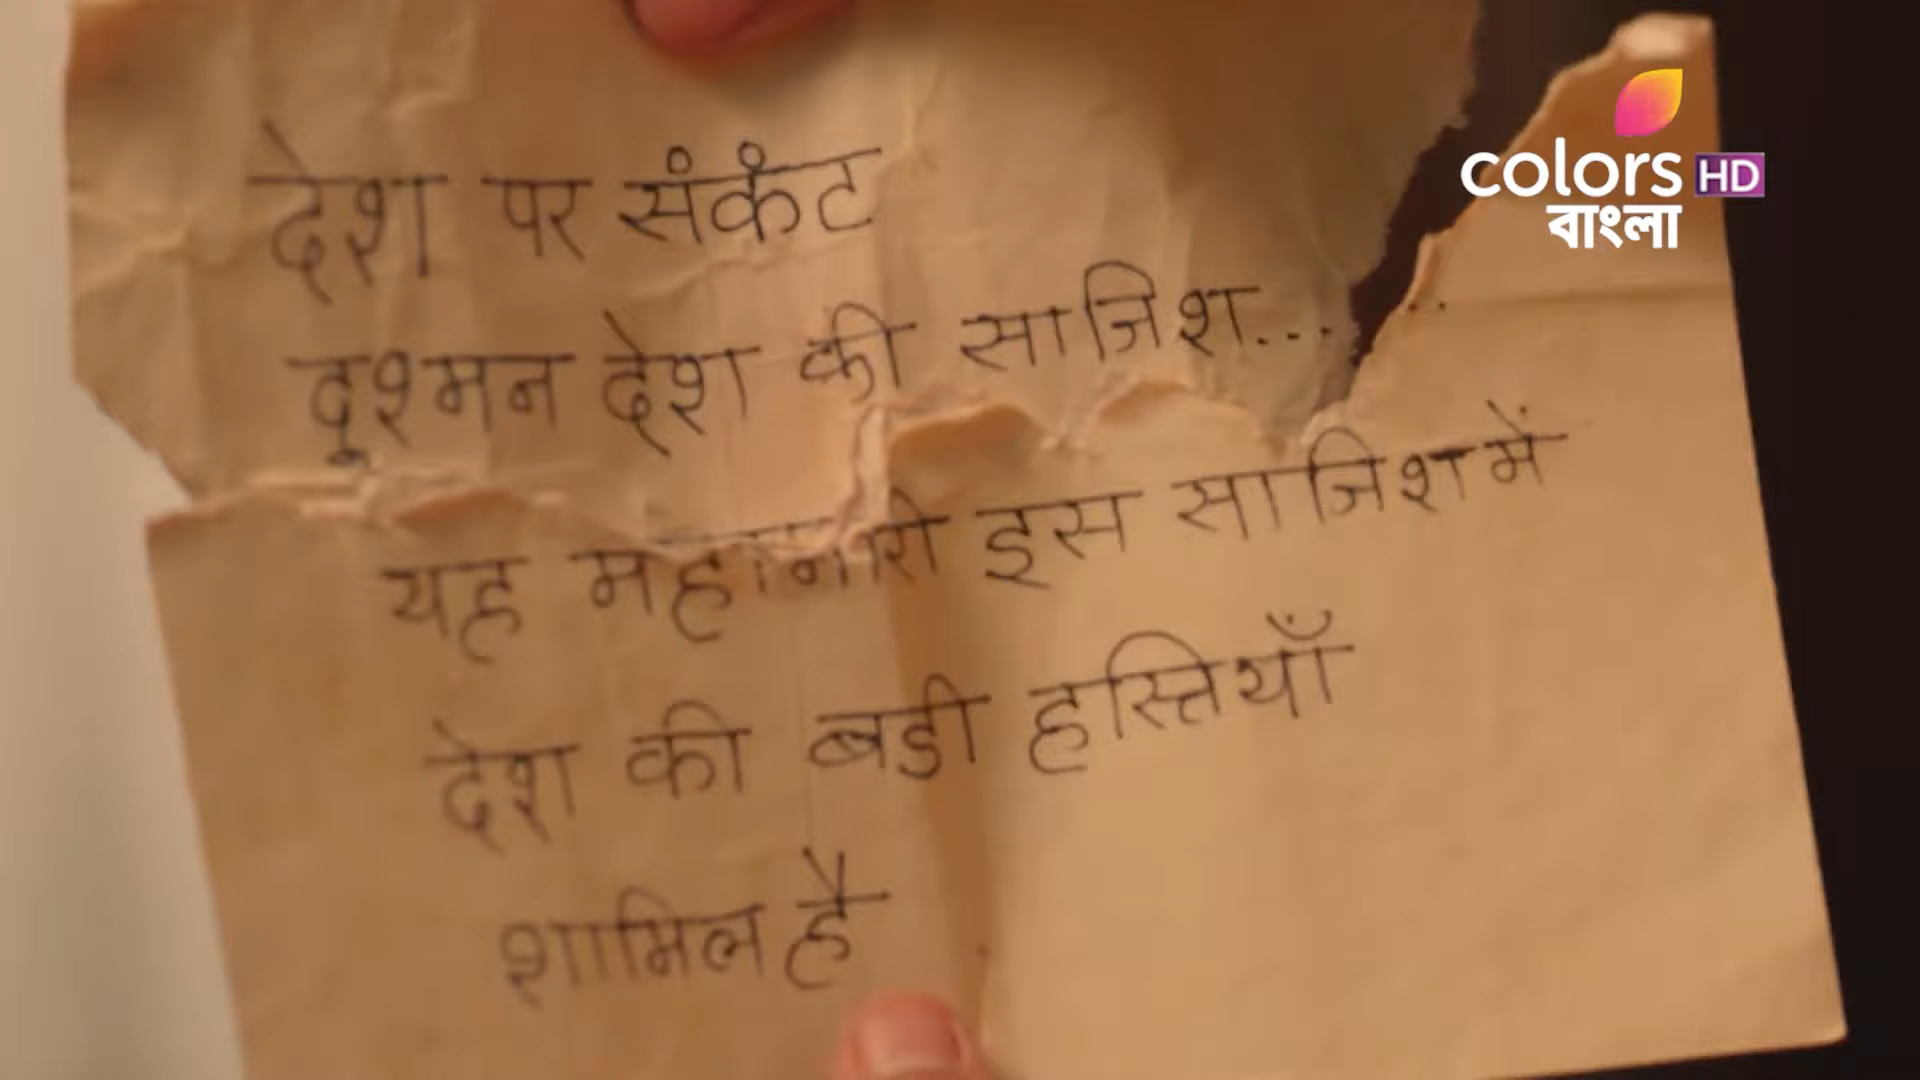 देश पर संकंट
colors HD
বাংলা
दुश्मन देश की साजिश... ..
यह महामारी इस साजिश में
देश की बडी हस्तियाँ
शामिल है